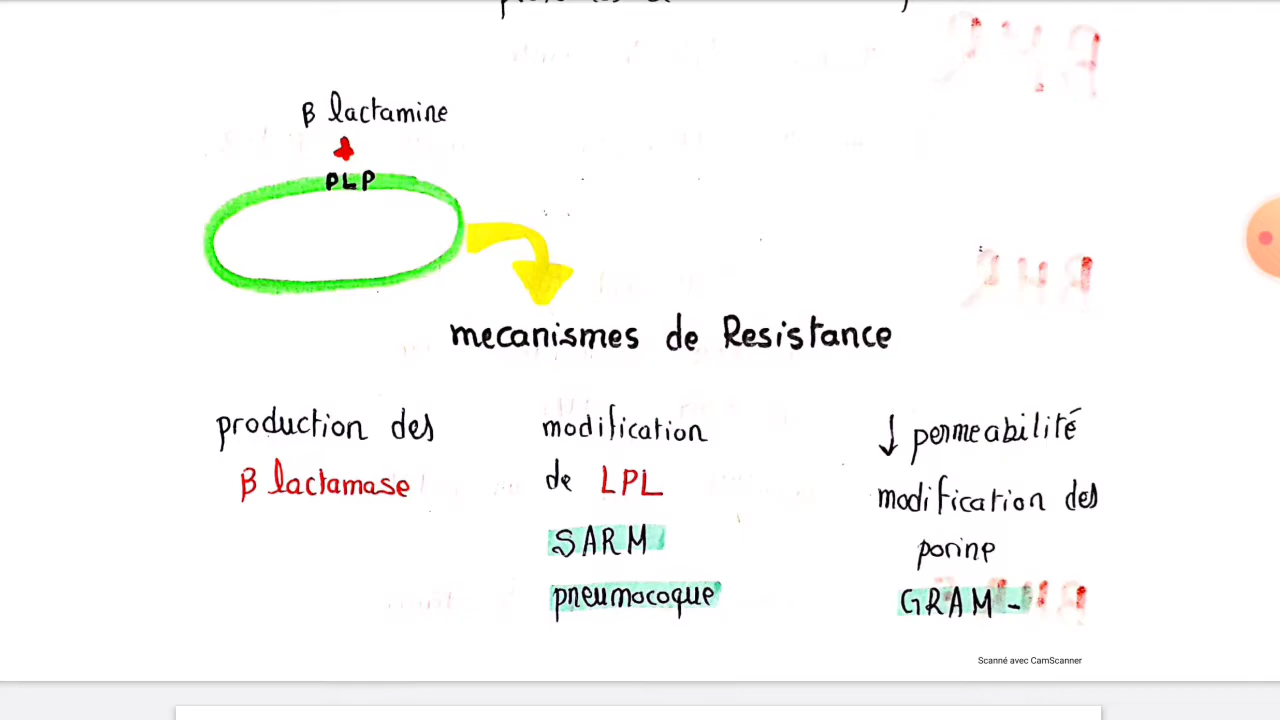 β lactamine
PLP
mecanismes de Resistance
production des
β lactamase
modification
de LPL
SARM
pneumocoque
↓ permeabilité
modification des
porine
GRAM -
Scanné avec CamScanner